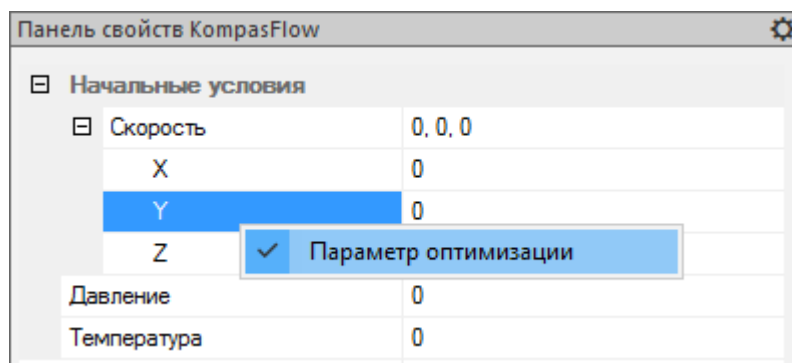 Панель свойств KompasFlow
Начальные условия
Скорость 0, 0, 0
X 0
Y 0
Z Параметр оптимизации
Давление 0
Температура 0